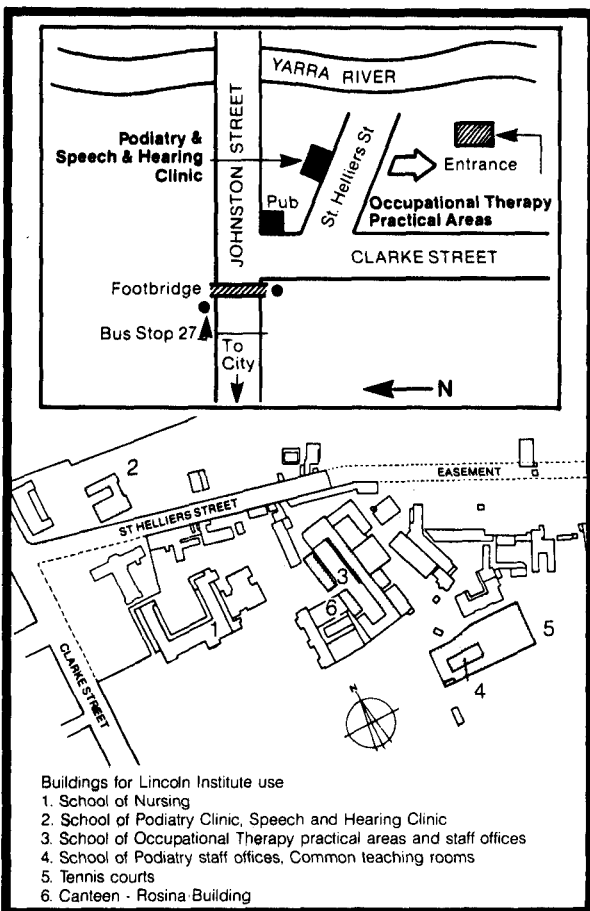 YARRA RIVER
JOHNSTON STREET
Podiatry &
Speech & Hearing
Clinic
St. Helliers St
Entrance
Pub
Occupational Therapy
Practical Areas
CLARKE STREET
Footbridge
Bus Stop 27
To
City
N
2
EASEMENT
ST HELLIERS STREET
3
6
1
5
CLARKE STREET
4
N
Buildings for Lincoln Institute use
1. School of Nursing
2. School of Podiatry Clinic, Speech and Hearing Clinic
3. School of Occupational Therapy practical areas and staff offices
4. School of Podiatry staff offices, Common teaching rooms
5. Tennis courts
6. Canteen - Rosina Building